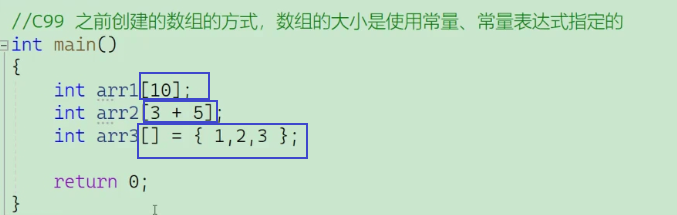 //C99 之前创建的数组的方式，数组的大小是使用常量、常量表达式指定的
int main()
{
    int arr1[10];
    int arr2[3 + 5];
    int arr3[] = { 1,2,3 };
    return 0;
}